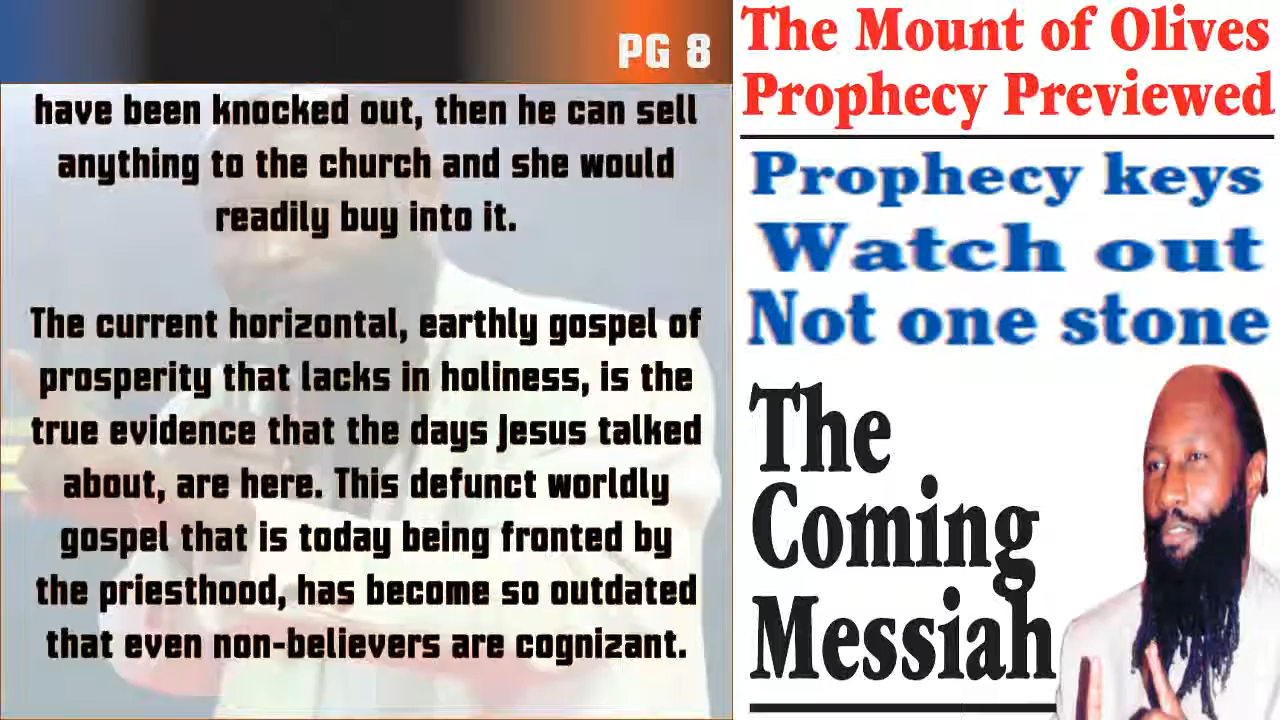 PG 8
have been knocked out, then he can sell
anything to the church and she would
readily buy into it.
The current horizontal, earthly gospel of
prosperity that lacks in holiness, is the
true evidence that the days Jesus talked
about, are here. This defunct worldly
gospel that is today being fronted by
the priesthood, has become so outdated
that even non-believers are cognizant.
The Mount of Olives
Prophecy Previewed
Prophecy keys
Watch out
Not one stone
The
Coming
Messiah